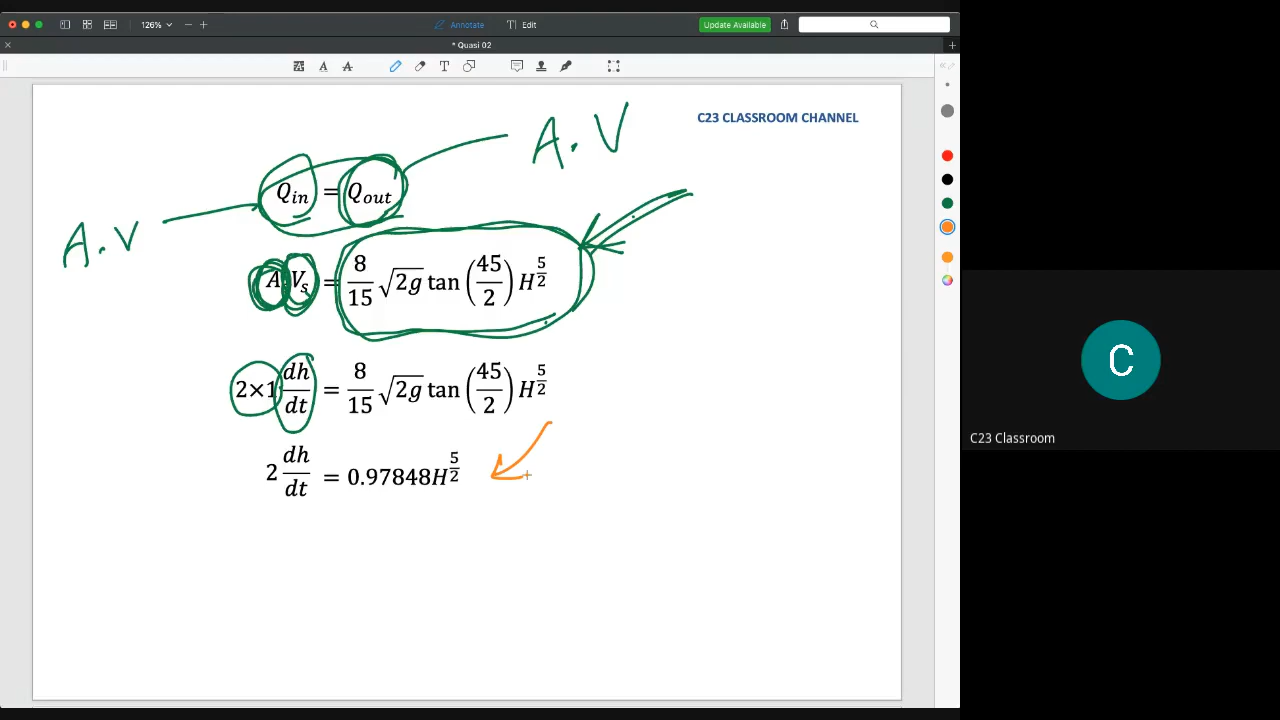 126%
Annotate
Edit
Update Available
* Quasi 02
C23 CLASSROOM CHANNEL
A.V
Q_in = Q_out
A.V
A V_s = 8/15 √2g tan (45/2) H^5/2
2×1 dh/dt = 8/15 √2g tan (45/2) H^5/2
2 dh/dt = 0.97848H^5/2
C
C23 Classroom